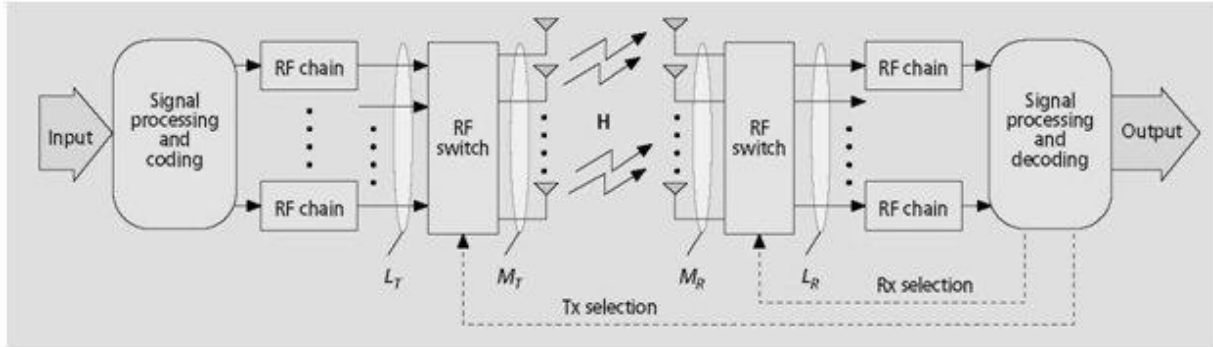 Input
Signal
processing
and
coding
RF chain
RF chain
L_T
RF
switch
M_T
H
M_R
RF
switch
L_R
RF chain
RF chain
Signal
processing
and
decoding
Output
Rx selection
Tx selection